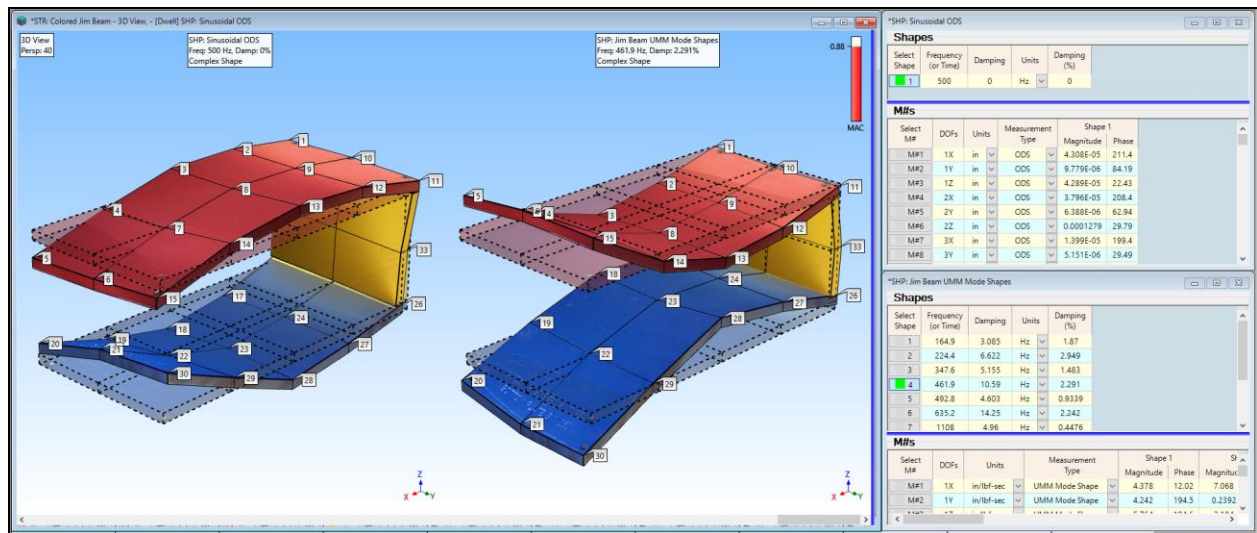 *STR: Colored Jim Beam - 3D View, - [Dwell] SHP: Sinusoidal ODS
3D View
Persp: 40
SHP: Sinusoidal ODS
Freq: 500 Hz, Damp: 0%
Complex Shape
SHP: Jim Beam UMM Mode Shapes
Freq: 461.9 Hz, Damp: 2.291%
Complex Shape
0.88
MAC
1
2
10
3
9
11
8
12
4
13
7
14
33
5
6
15
26
17
24
18
27
20
19
23
21
22
30
29
28
1
10
11
5
2
9
6
4
3
12
15
8
33
14
13
18
24
26
23
27
19
28
22
20
29
21
30
Z
X
Y
Z
X
Y
*SHP: Sinusoidal ODS
Shapes
Select Shape Frequency (or Time) Damping Units Damping (%)
1 500 0 Hz 0
M#s
Select M# DOFs Units Measurement Type Shape 1 Magnitude Phase
M#1 1X in ODS 4.308E-05 211.4
M#2 1Y in ODS 9.779E-06 84.19
M#3 1Z in ODS 4.289E-05 22.43
M#4 2X in ODS 3.796E-05 208.4
M#5 2Y in ODS 6.388E-06 62.94
M#6 2Z in ODS 0.0001279 29.79
M#7 3X in ODS 1.399E-05 199.4
M#8 3Y in ODS 5.151E-06 29.49
*SHP: Jim Beam UMM Mode Shapes
Shapes
Select Shape Frequency (or Time) Damping Units Damping (%)
1 164.9 3.085 Hz 1.87
2 224.4 6.622 Hz 2.949
3 347.6 5.155 Hz 1.483
4 461.9 10.59 Hz 2.291
5 492.8 4.603 Hz 0.9339
6 635.2 14.25 Hz 2.242
7 1108 4.96 Hz 0.4476
M#s
Select M# DOFs Units Measurement Type Shape 1 Magnitude Phase Magnitud
M#1 1X in/lbf-sec UMM Mode Shape 4.378 12.02 7.068
M#2 1Y in/lbf-sec UMM Mode Shape 4.242 194.5 0.2392